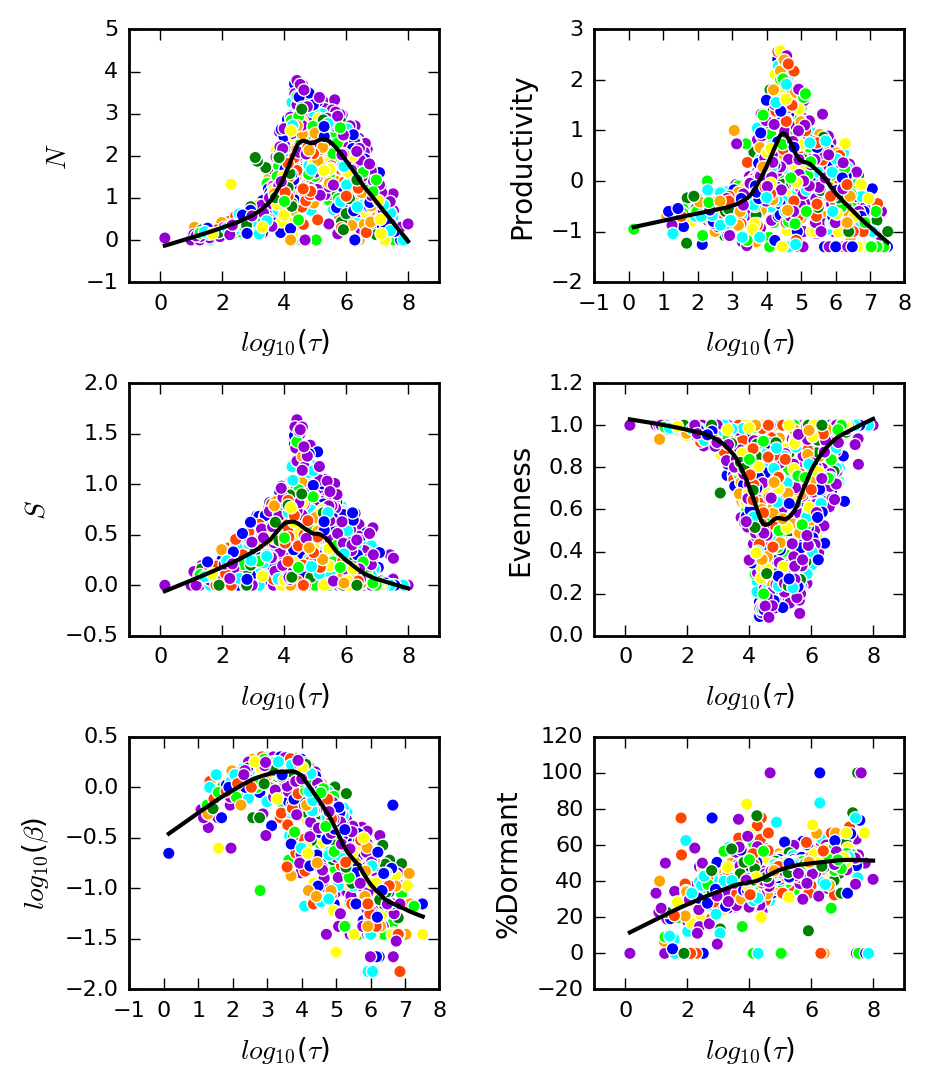 5
4
3
2
1
0
−1
N
0 2 4 6 8
log10(τ)
3
2
1
0
−1
−2
Productivity
−1 0 1 2 3 4 5 6 7 8
log10(τ)
2.0
1.5
1.0
0.5
0.0
−0.5
S
0 2 4 6 8
log10(τ)
1.2
1.0
0.8
0.6
0.4
0.2
0.0
Evenness
0 2 4 6 8
log10(τ)
0.5
0.0
−0.5
−1.0
−1.5
−2.0
log10(β)
−1 0 1 2 3 4 5 6 7 8
log10(τ)
120
100
80
60
40
20
0
−20
%Dormant
0 2 4 6 8
log10(τ)